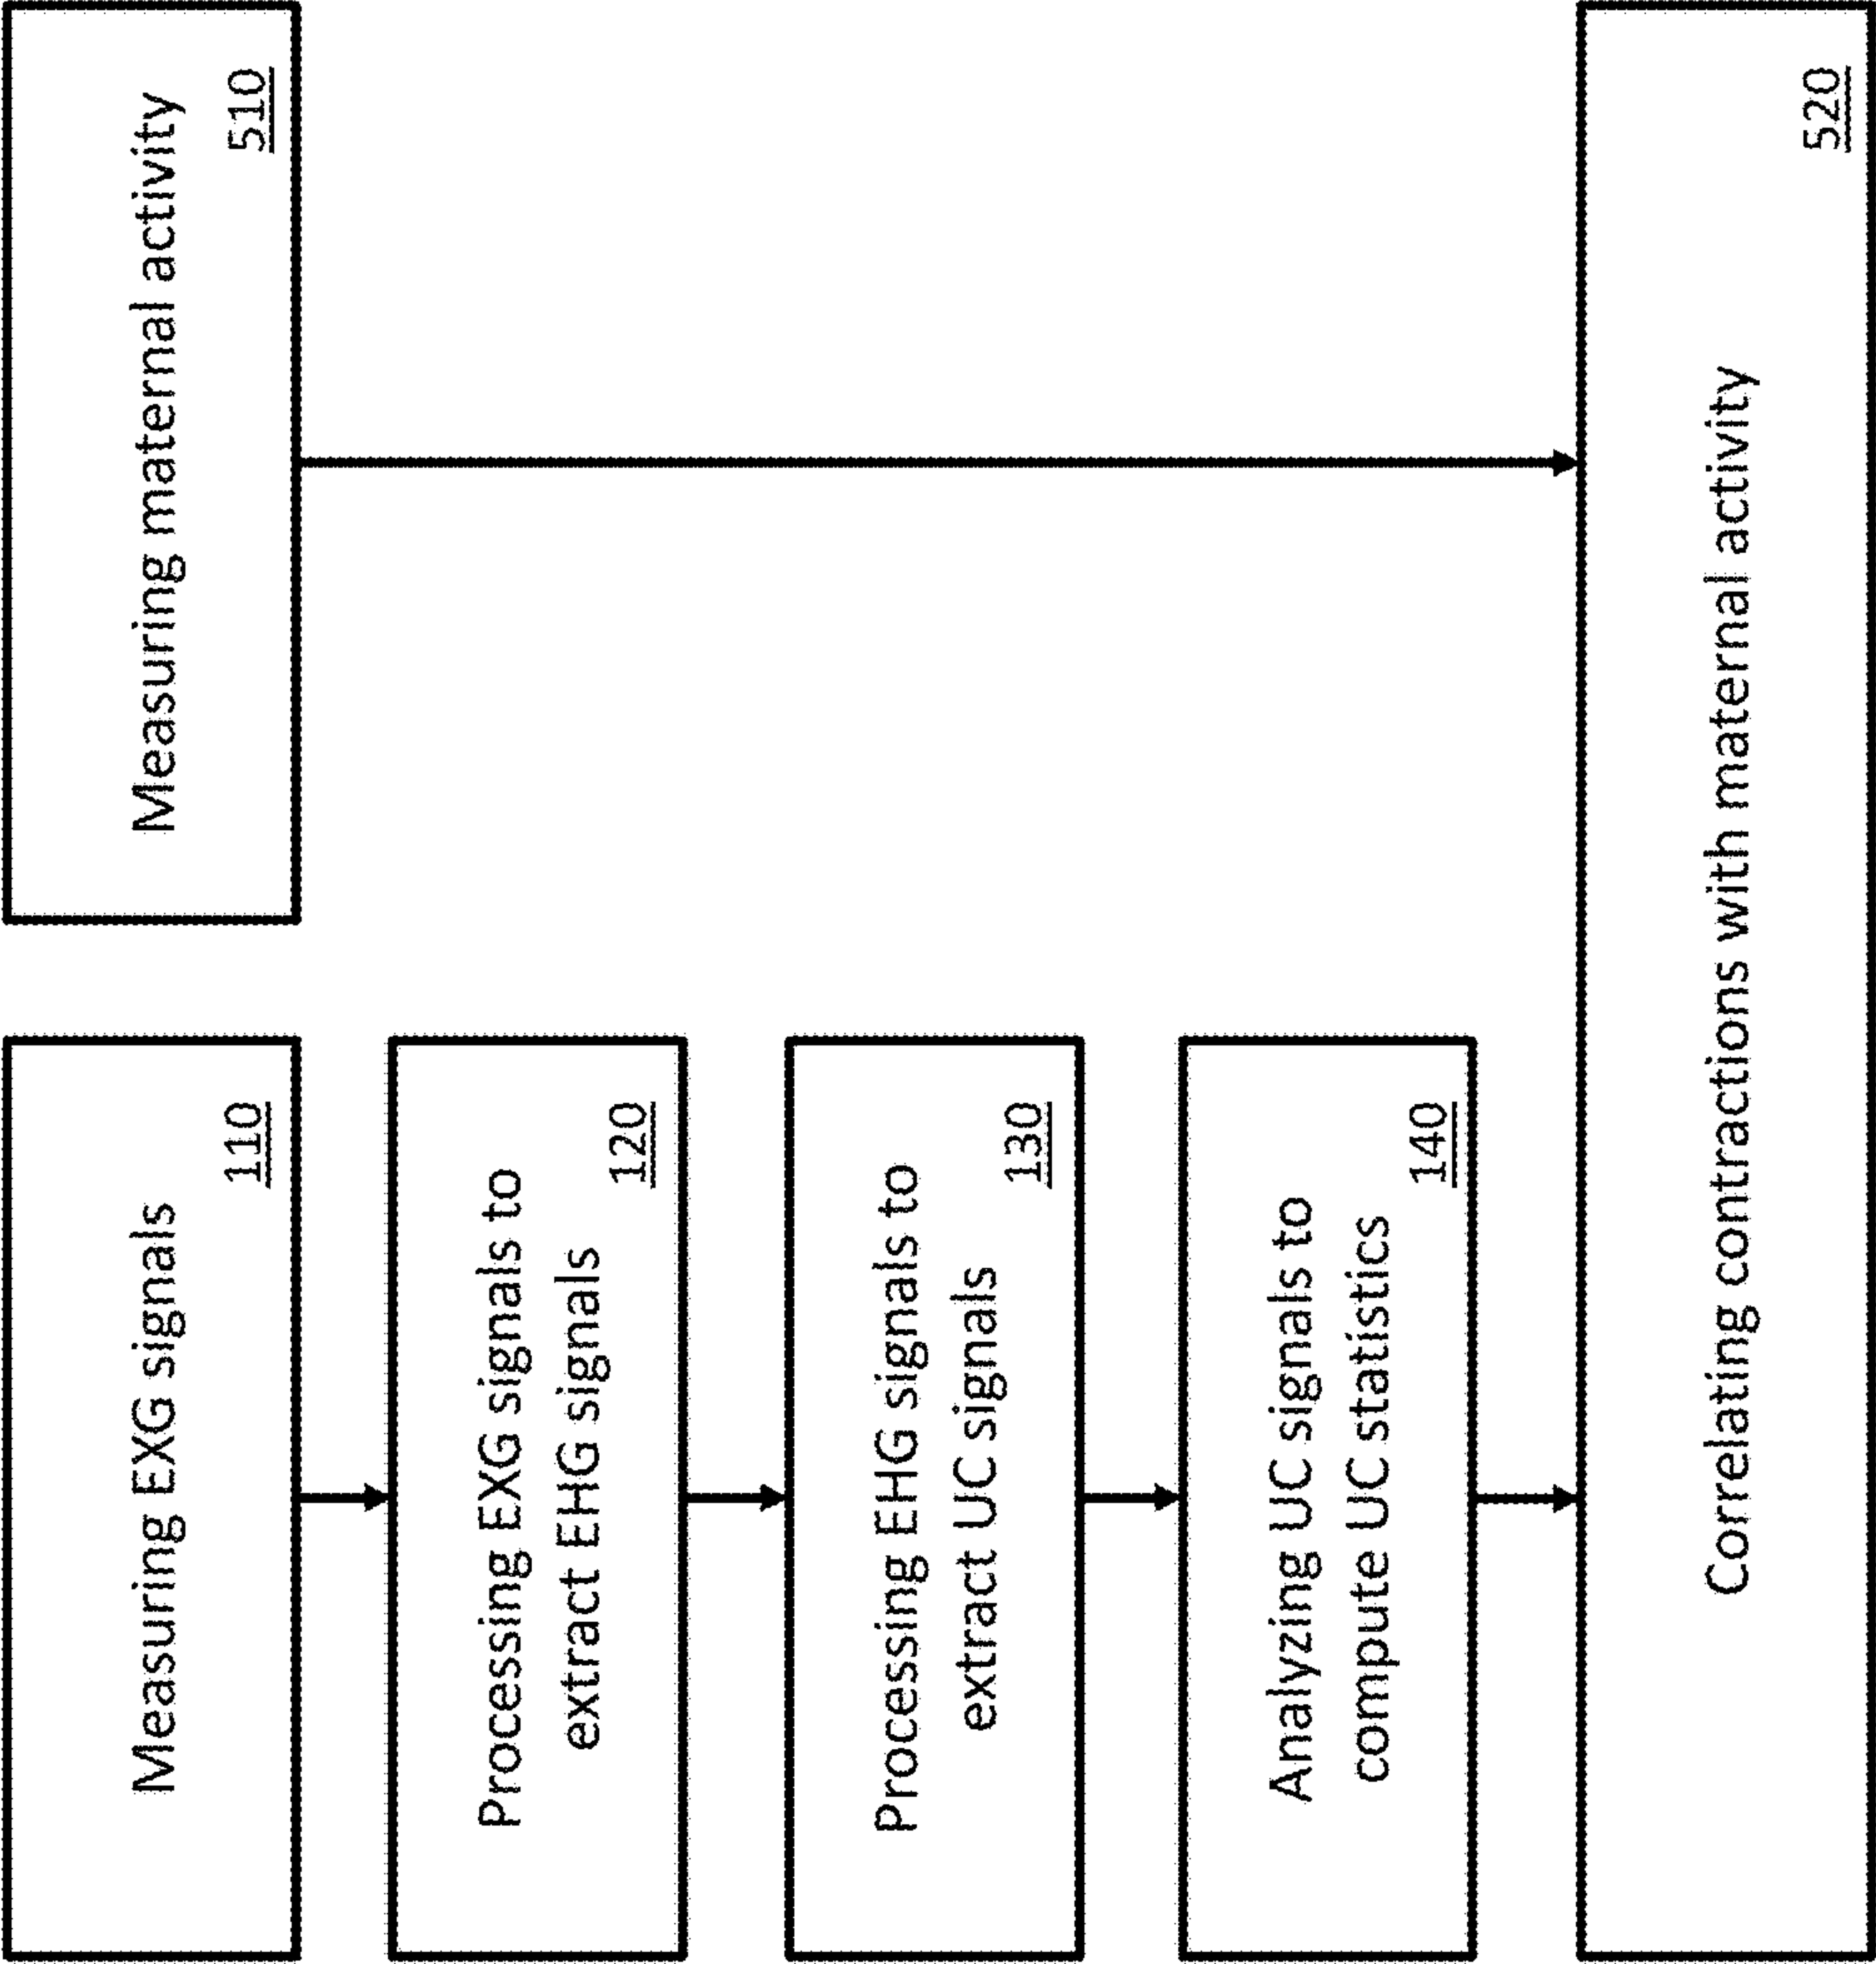 Measuring EXG signals
110
Processing EXG signals to
extract EHG signals
120
Processing EHG signals to
extract UC signals
130
Analyzing UC signals to
compute UC statistics
140
Measuring maternal activity
510
Correlating contractions with maternal activity
520